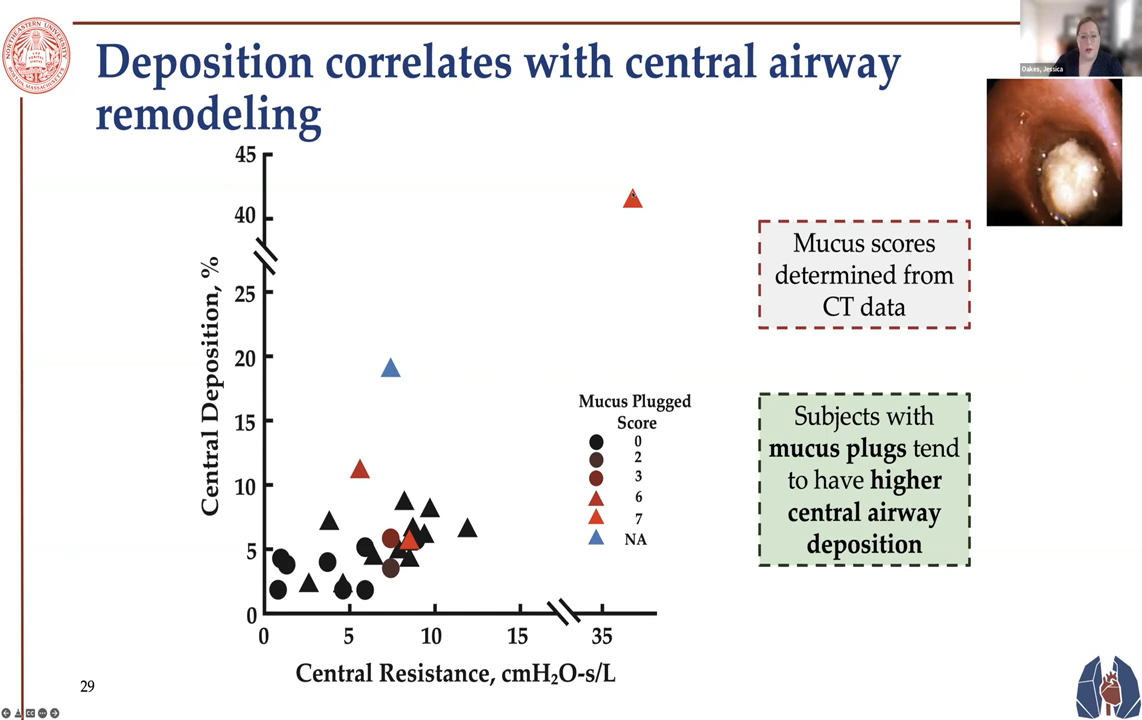 Deposition correlates with central airway
remodeling
Oakes, Jessica
NORTHEASTERN UNIVERSITY
45
40
25
20
15
10
5
0
Central Deposition, %
0
5
10
15
35
Central Resistance, cmH₂O-s/L
Mucus Plugged
Score
0
2
3
6
7
NA
Mucus scores
determined from
CT data
Subjects with
mucus plugs tend
to have higher
central airway
deposition
29